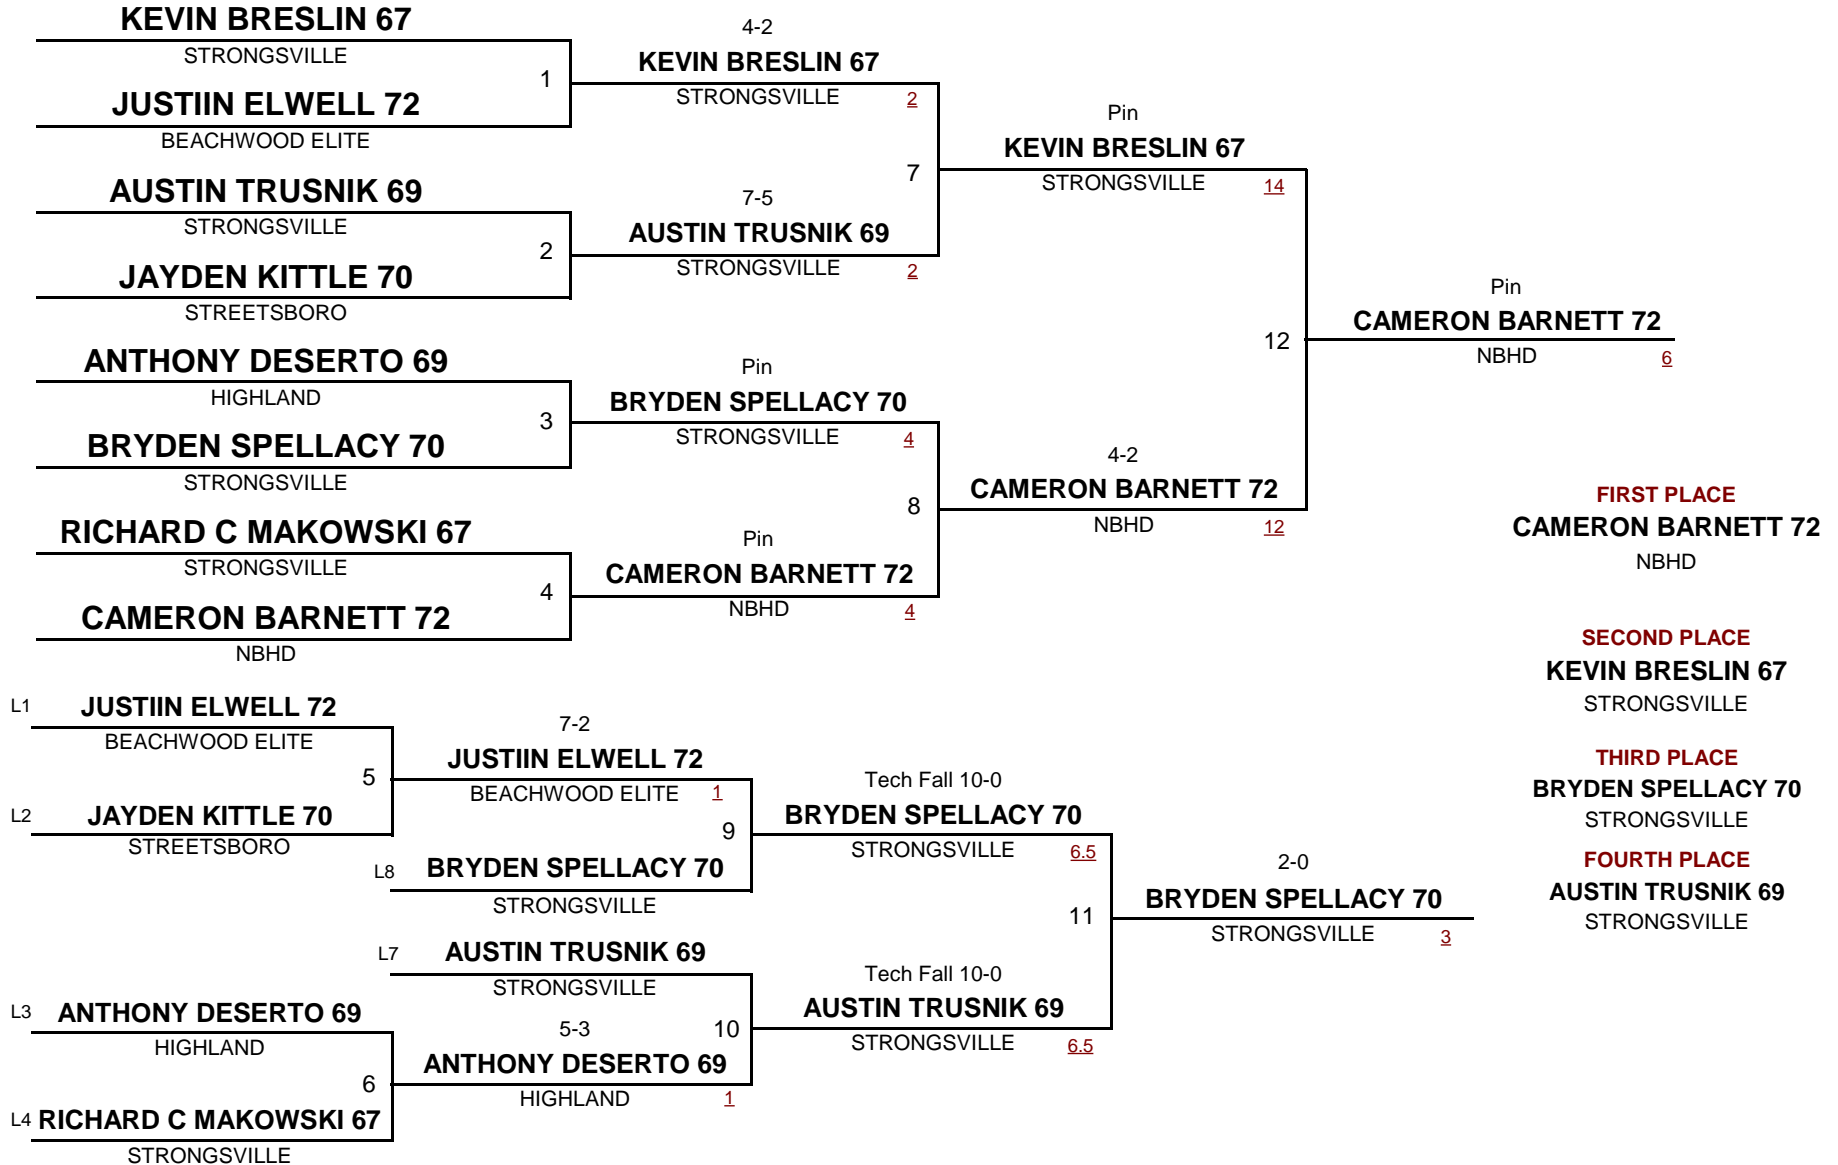 KEVIN BRESLIN 67
STRONGSVILLE
1
JUSTIIN ELWELL 72
BEACHWOOD ELITE
AUSTIN TRUSNIK 69
STRONGSVILLE
2
JAYDEN KITTLE 70
STREETSBORO
ANTHONY DESERTO 69
HIGHLAND
3
BRYDEN SPELLACY 70
STRONGSVILLE
RICHARD C MAKOWSKI 67
STRONGSVILLE
4
CAMERON BARNETT 72
NBHD
4-2
KEVIN BRESLIN 67
STRONGSVILLE 2
7
7-5
AUSTIN TRUSNIK 69
STRONGSVILLE 2
Pin
BRYDEN SPELLACY 70
STRONGSVILLE 4
8
Pin
CAMERON BARNETT 72
NBHD 4
Pin
KEVIN BRESLIN 67
STRONGSVILLE 14
12
4-2
CAMERON BARNETT 72
NBHD 12
Pin
CAMERON BARNETT 72
NBHD 6
L1 JUSTIIN ELWELL 72
BEACHWOOD ELITE
5
L2 JAYDEN KITTLE 70
STREETSBORO
7-2
JUSTIIN ELWELL 72
BEACHWOOD ELITE 1
9
L8 BRYDEN SPELLACY 70
STRONGSVILLE
L7 AUSTIN TRUSNIK 69
STRONGSVILLE
10
5-3
ANTHONY DESERTO 69
HIGHLAND 1
L3 ANTHONY DESERTO 69
HIGHLAND
6
L4 RICHARD C MAKOWSKI 67
STRONGSVILLE
Tech Fall 10-0
BRYDEN SPELLACY 70
STRONGSVILLE 6.5
11
Tech Fall 10-0
AUSTIN TRUSNIK 69
STRONGSVILLE 6.5
2-0
BRYDEN SPELLACY 70
STRONGSVILLE 3
FIRST PLACE
CAMERON BARNETT 72
NBHD
SECOND PLACE
KEVIN BRESLIN 67
STRONGSVILLE
THIRD PLACE
BRYDEN SPELLACY 70
STRONGSVILLE
FOURTH PLACE
AUSTIN TRUSNIK 69
STRONGSVILLE